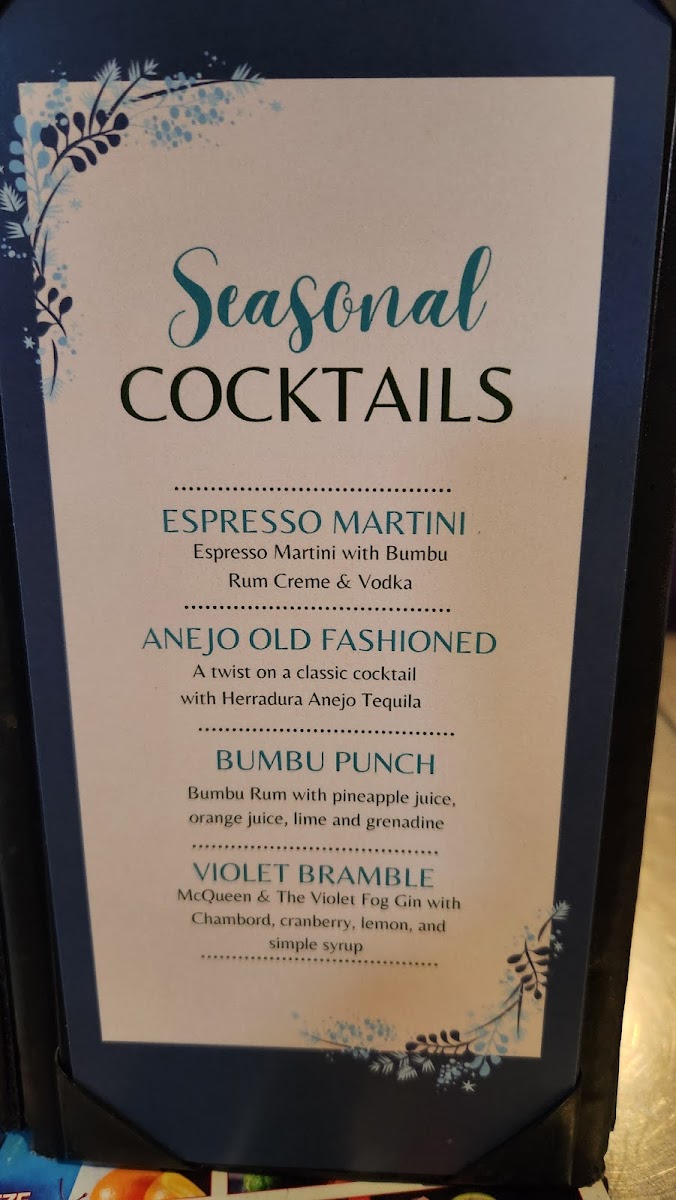 Seasonal
COCKTAILS
ESPRESSO MARTINI
Espresso Martini with Bumbu
Rum Creme & Vodka
ANEJO OLD FASHIONED
A twist on a classic cocktail
with Herradura Anejo Tequila
BUMBU PUNCH
Bumbu Rum with pineapple juice,
orange juice, lime and grenadine
VIOLET BRAMBLE
McQueen & The Violet Fog Gin with
Chambord, cranberry, lemon, and
simple syrup